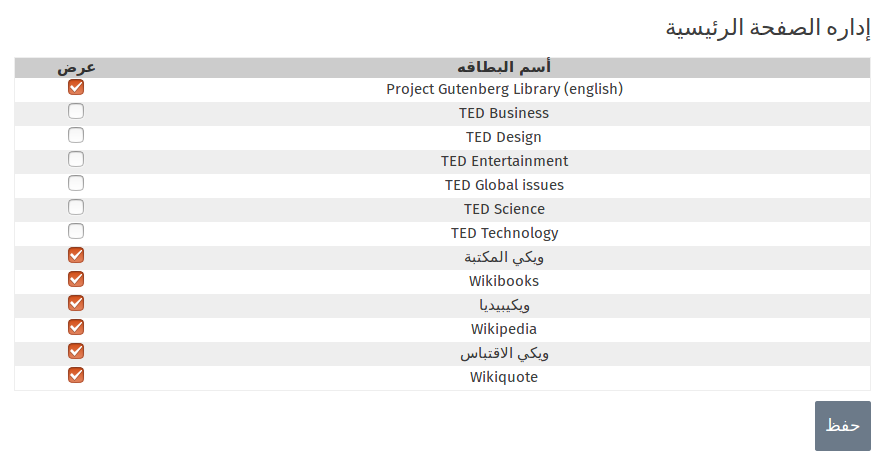 إداره الصفحة الرئيسية
أسم البطاقه عرض
Project Gutenberg Library (english)
TED Business
TED Design
TED Entertainment
TED Global issues
TED Science
TED Technology
ويكي المكتبة
Wikibooks
ويكيبيديا
Wikipedia
ويكي الاقتباس
Wikiquote
حفظ